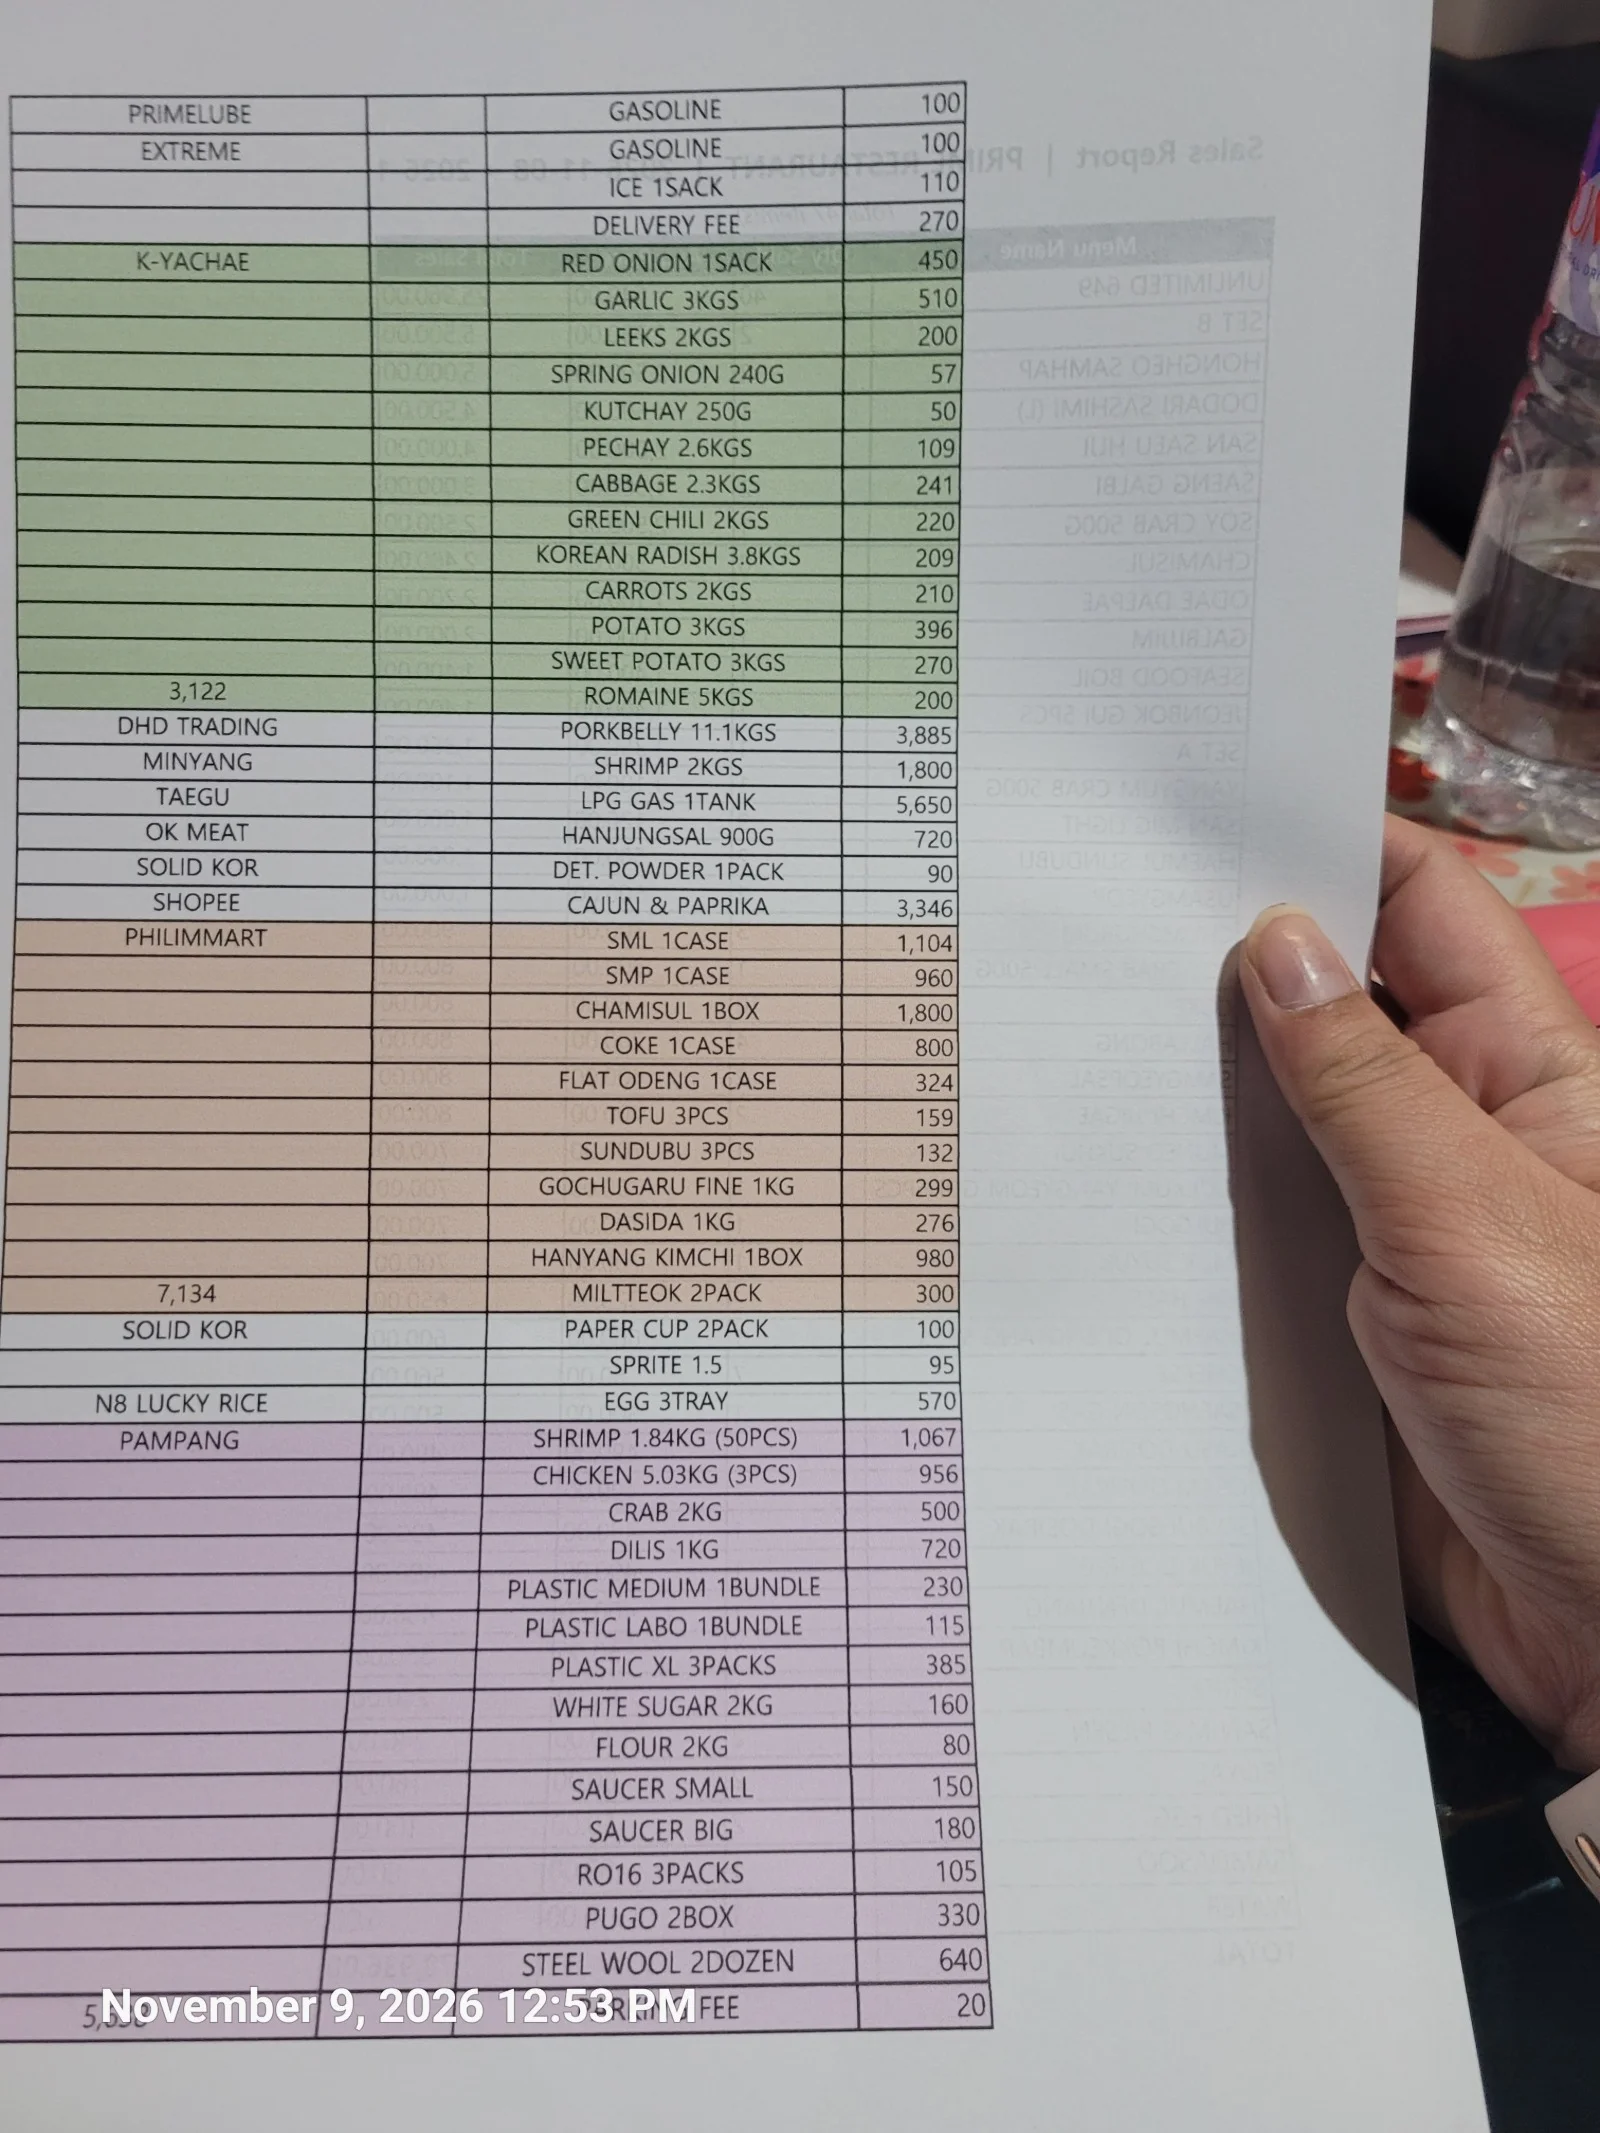 PRIMELUBE GASOLINE 100
EXTREME GASOLINE 100
ICE 1SACK 110
DELIVERY FEE 270
K-YACHAE RED ONION 1SACK 450
GARLIC 3KGS 510
LEEKS 2KGS 200
SPRING ONION 240G 57
KUTCHAY 250G 50
PECHAY 2.6KGS 109
CABBAGE 2.3KGS 241
GREEN CHILI 2KGS 220
KOREAN RADISH 3.8KGS 209
CARROTS 2KGS 210
POTATO 3KGS 396
SWEET POTATO 3KGS 270
3,122 ROMAINE 5KGS 200
DHD TRADING PORKBELLY 11.1KGS 3,885
MINYANG SHRIMP 2KGS 1,800
TAEGU LPG GAS 1TANK 5,650
OK MEAT HANJUNGSAL 900G 720
SOLID KOR DET. POWDER 1PACK 90
SHOPEE CAJUN & PAPRIKA 3,346
PHILIMMART SML 1CASE 1,104
SMP 1CASE 960
CHAMISUL 1BOX 1,800
COKE 1CASE 800
FLAT ODENG 1CASE 324
TOFU 3PCS 159
SUNDUBU 3PCS 132
GOCHUGARU FINE 1KG 299
DASIDA 1KG 276
HANYANG KIMCHI 1BOX 980
7,134 MILTTEOK 2PACK 300
SOLID KOR PAPER CUP 2PACK 100
SPRITE 1.5 95
N8 LUCKY RICE EGG 3TRAY 570
PAMPANG SHRIMP 1.84KG (50PCS) 1,067
CHICKEN 5.03KG (3PCS) 956
CRAB 2KG 500
DILIS 1KG 720
PLASTIC MEDIUM 1BUNDLE 230
PLASTIC LABO 1BUNDLE 115
PLASTIC XL 3PACKS 385
WHITE SUGAR 2KG 160
FLOUR 2KG 80
SAUCER SMALL 150
SAUCER BIG 180
RO16 3PACKS 105
PUGO 2BOX 330
STEEL WOOL 2DOZEN 640
PARKING FEE 20
November 9, 2026 12:53 PM